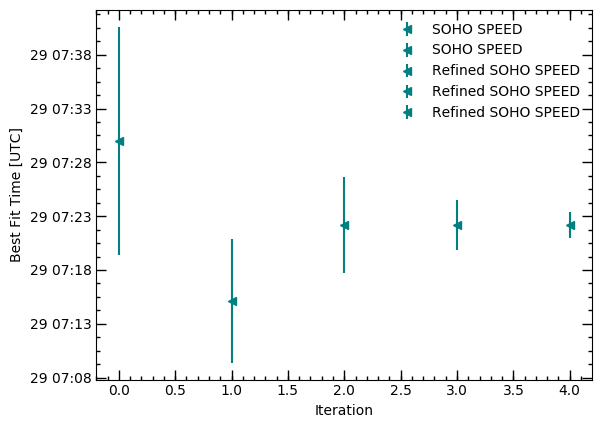 SOHO SPEED
SOHO SPEED
Refined SOHO SPEED
Refined SOHO SPEED
Refined SOHO SPEED
Best Fit Time [UTC]
29 07:38
29 07:33
29 07:28
29 07:23
29 07:18
29 07:13
29 07:08
0.0 0.5 1.0 1.5 2.0 2.5 3.0 3.5 4.0
Iteration